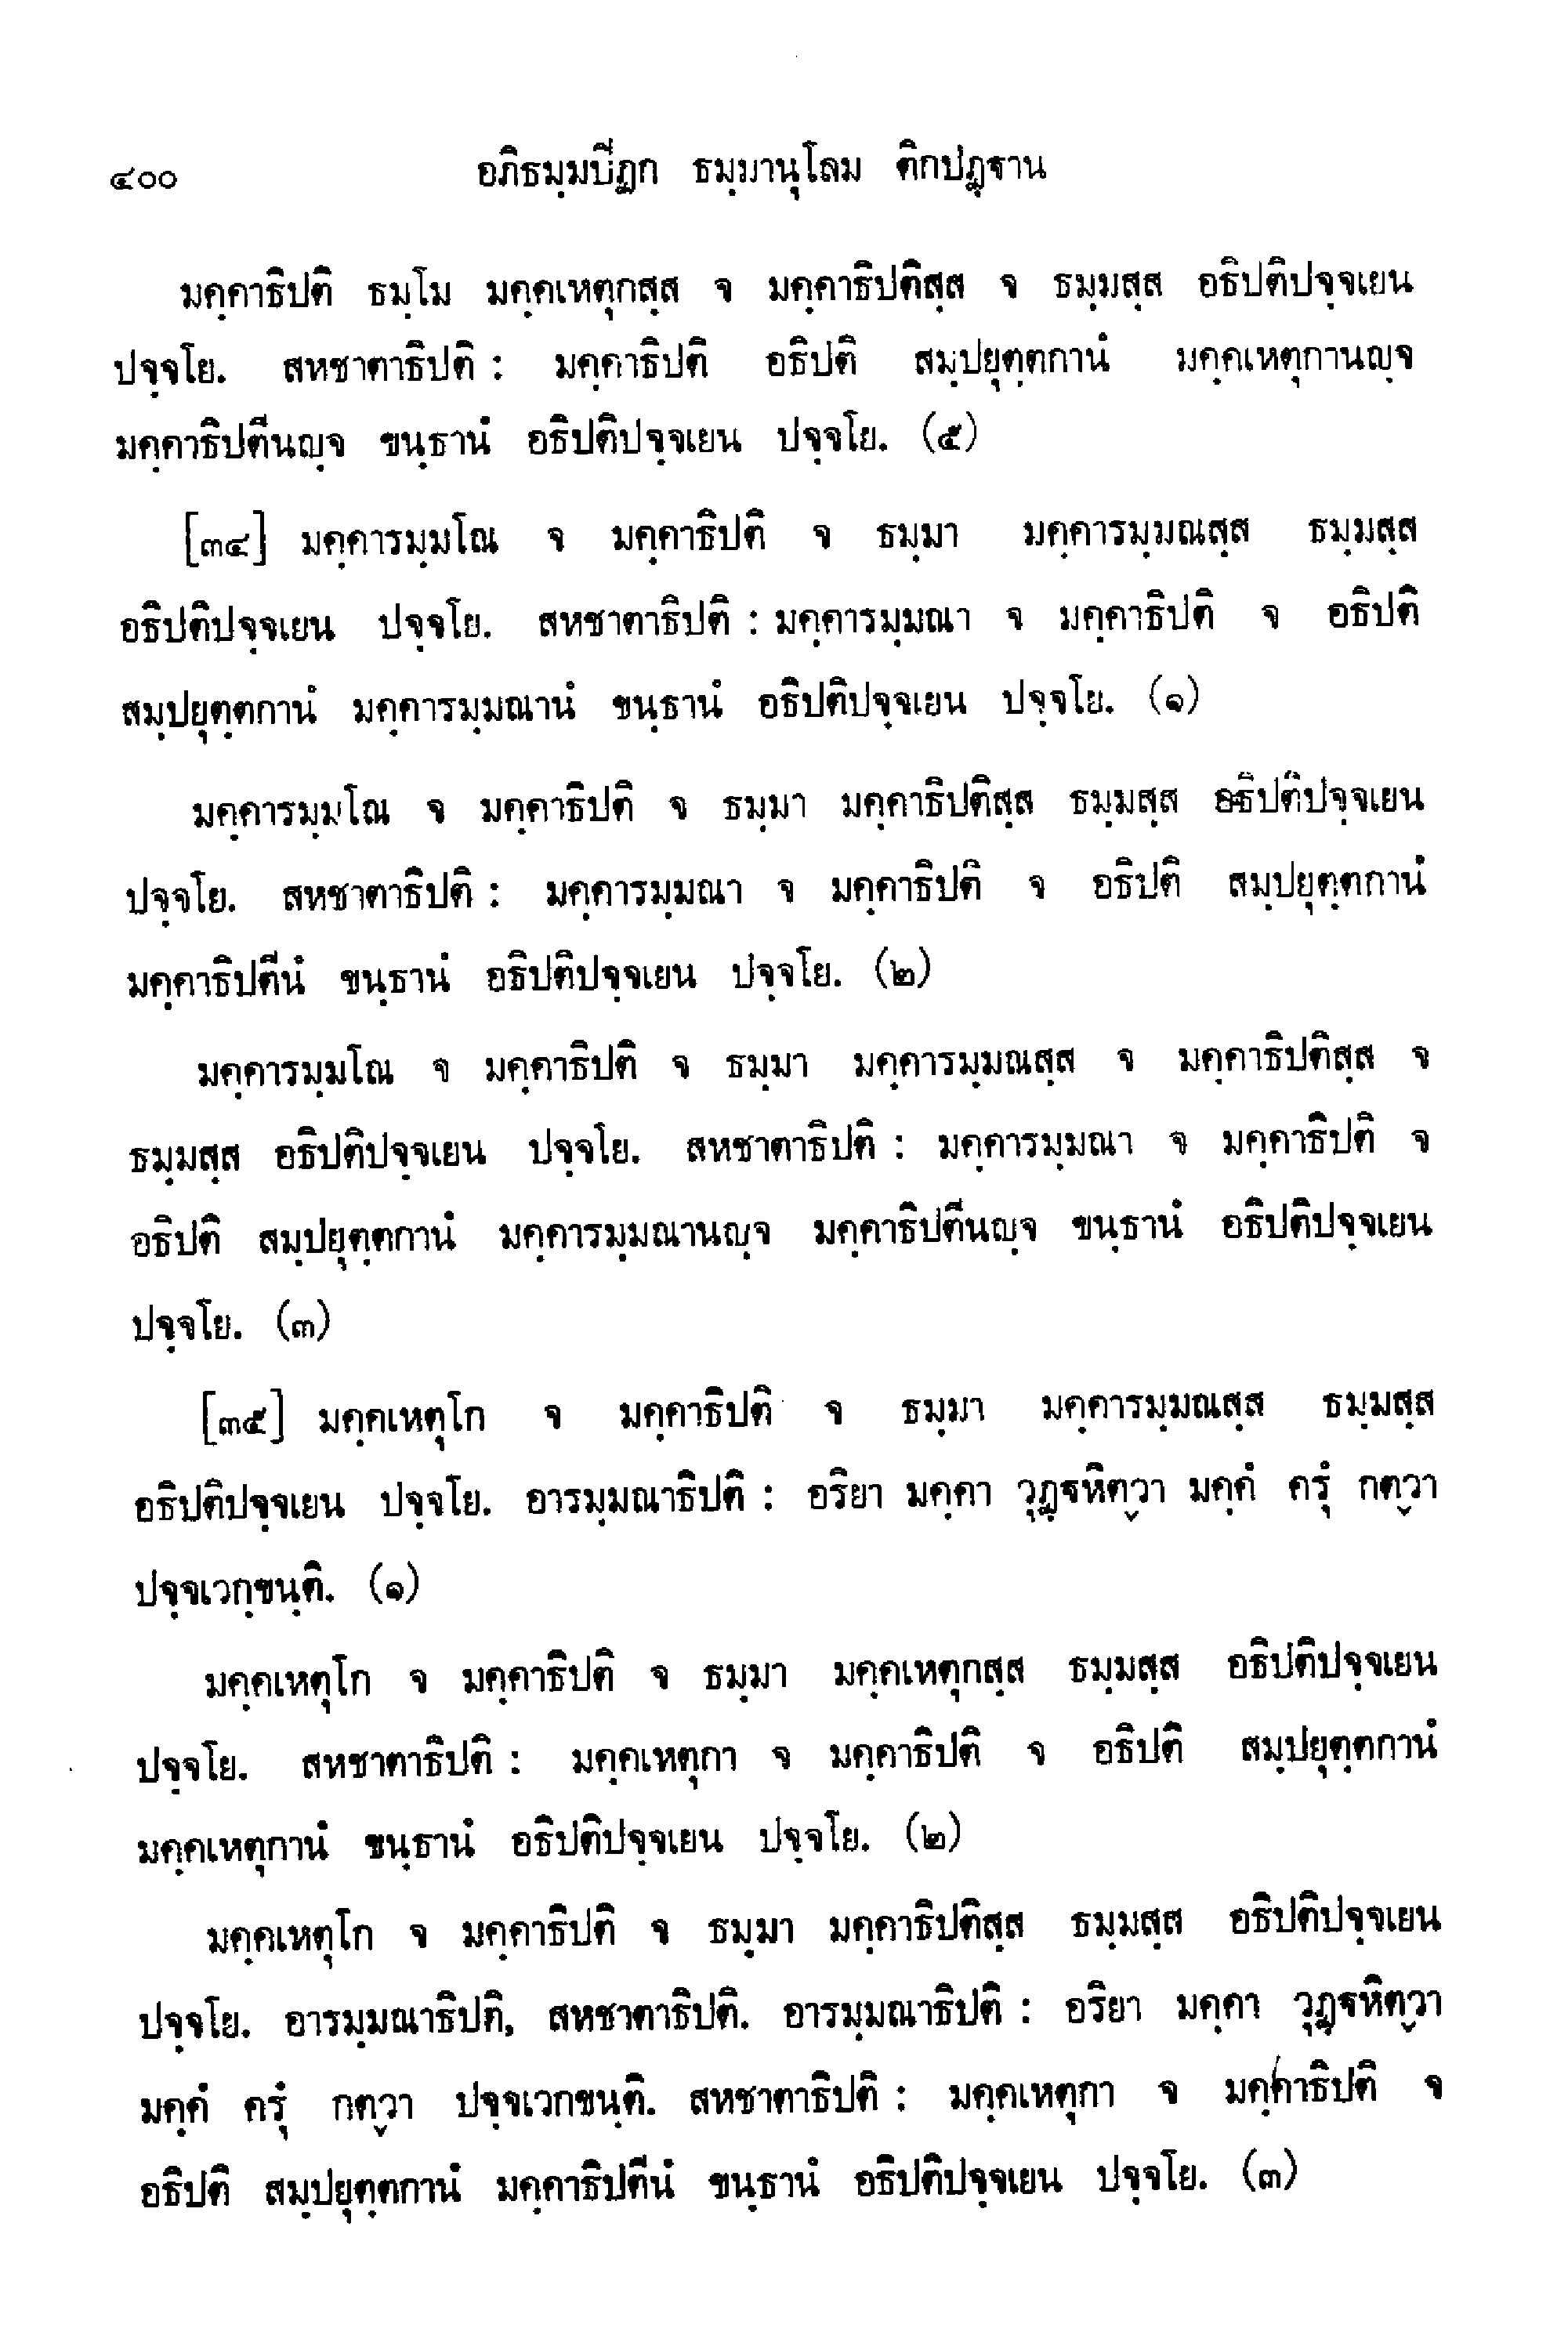 ๔๐๐ อภิธมฺมปิฏก ธมฺมานุโลม ติกปฏฺฐาน
มคฺคาธิปติ ธมฺโม มคฺคเหตุกสฺส จ มคฺคาธิปติสฺส จ ธมฺมสฺส อธิปติปจฺจเยน
ปจฺจโย. สหชาตาธิปติ : มคฺคาธิปติ อธิปติ สมฺปยุตฺตกานํ มคฺคเหตุกานญฺจ
มคฺคาธิปตีนญฺจ ขนฺธานํ อธิปติปจฺจเยน ปจฺจโย. (๕)
[๓๔] มคฺคารมฺมโณ จ มคฺคาธิปติ จ ธมฺมา มคฺคารมฺมณสฺส ธมฺมสฺส
อธิปติปจฺจเยน ปจฺจโย. สหชาตาธิปติ : มคฺคารมฺมณา จ มคฺคาธิปติ จ อธิปติ
สมฺปยุตฺตกานํ มคฺคารมฺมณานํ ขนฺธานํ อธิปติปจฺจเยน ปจฺจโย. (๑)
มคฺคารมฺมโณ จ มคฺคาธิปติ จ ธมฺมา มคฺคาธิปติสฺส ธมฺมสฺส อธิปติปจฺจเยน
ปจฺจโย. สหชาตาธิปติ : มคฺคารมฺมณา จ มคฺคาธิปติ จ อธิปติ สมฺปยุตฺตกานํ
มคฺคาธิปตีนํ ขนฺธานํ อธิปติปจฺจเยน ปจฺจโย. (๒)
มคฺคารมฺมโณ จ มคฺคาธิปติ จ ธมฺมา มคฺคารมฺมณสฺส จ มคฺคาธิปติสฺส จ
ธมฺมสฺส อธิปติปจฺจเยน ปจฺจโย. สหชาตาธิปติ : มคฺคารมฺมณา จ มคฺคาธิปติ จ
อธิปติ สมฺปยุตฺตกานํ มคฺคารมฺมณานญฺจ มคฺคาธิปตีนญฺจ ขนฺธานํ อธิปติปจฺจเยน
ปจฺจโย. (๓)
[๓๕] มคฺคเหตุโก จ มคฺคาธิปติ จ ธมฺมา มคฺคารมฺมณสฺส ธมฺมสฺส
อธิปติปจฺจเยน ปจฺจโย. อารมฺมณาธิปติ : อริยา มคฺคา วุฏฺฐหิตฺวา มคฺคํ ครุํ กตฺวา
ปจฺจเวกฺขนฺติ. (๑)
มคฺคเหตุโก จ มคฺคาธิปติ จ ธมฺมา มคฺคเหตุกสฺส ธมฺมสฺส อธิปติปจฺจเยน
ปจฺจโย. สหชาตาธิปติ : มคฺคเหตุกา จ มคฺคาธิปติ จ อธิปติ สมฺปยุตฺตกานํ
มคฺคเหตุกานํ ขนฺธานํ อธิปติปจฺจเยน ปจฺจโย. (๒)
มคฺคเหตุโก จ มคฺคาธิปติ จ ธมฺมา มคฺคาธิปติสฺส ธมฺมสฺส อธิปติปจฺจเยน
ปจฺจโย. อารมฺมณาธิปติ, สหชาตาธิปติ. อารมฺมณาธิปติ : อริยา มคฺคา วุฏฺฐหิตฺวา
มคฺคํ ครุํ กตฺวา ปจฺจเวกขนฺติ. สหชาตาธิปติ : มคฺคเหตุกา จ มคฺคาธิปติ จ
อธิปติ สมฺปยุตฺตกานํ มคฺคาธิปตีนํ ขนฺธานํ อธิปติปจฺจเยน ปจฺจโย. (๓)